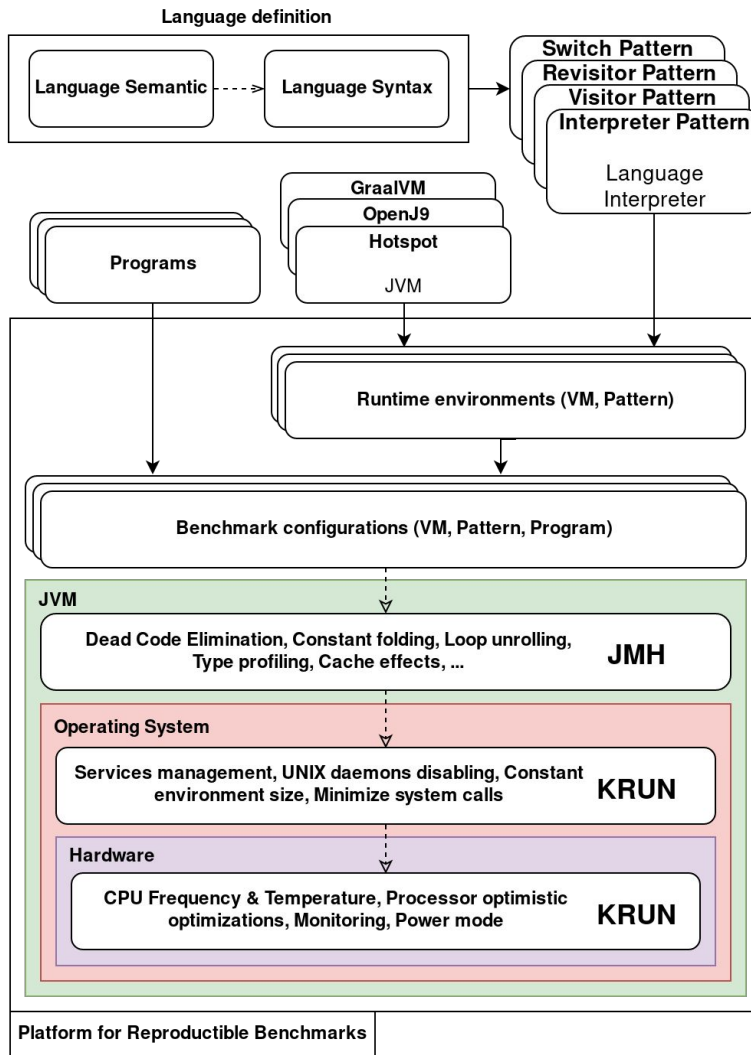 Language definition
Language Semantic
Language Syntax
Switch Pattern
Revisitor Pattern
Visitor Pattern
Interpreter Pattern
Language
Interpreter
GraalVM
OpenJ9
Hotspot
JVM
Programs
Runtime environments (VM, Pattern)
Benchmark configurations (VM, Pattern, Program)
JVM
Dead Code Elimination, Constant folding, Loop unrolling,
Type profiling, Cache effects, ...
JMH
Operating System
Services management, UNIX daemons disabling, Constant
environment size, Minimize system calls
KRUN
Hardware
CPU Frequency & Temperature, Processor optimistic
optimizations, Monitoring, Power mode
KRUN
Platform for Reproductible Benchmarks